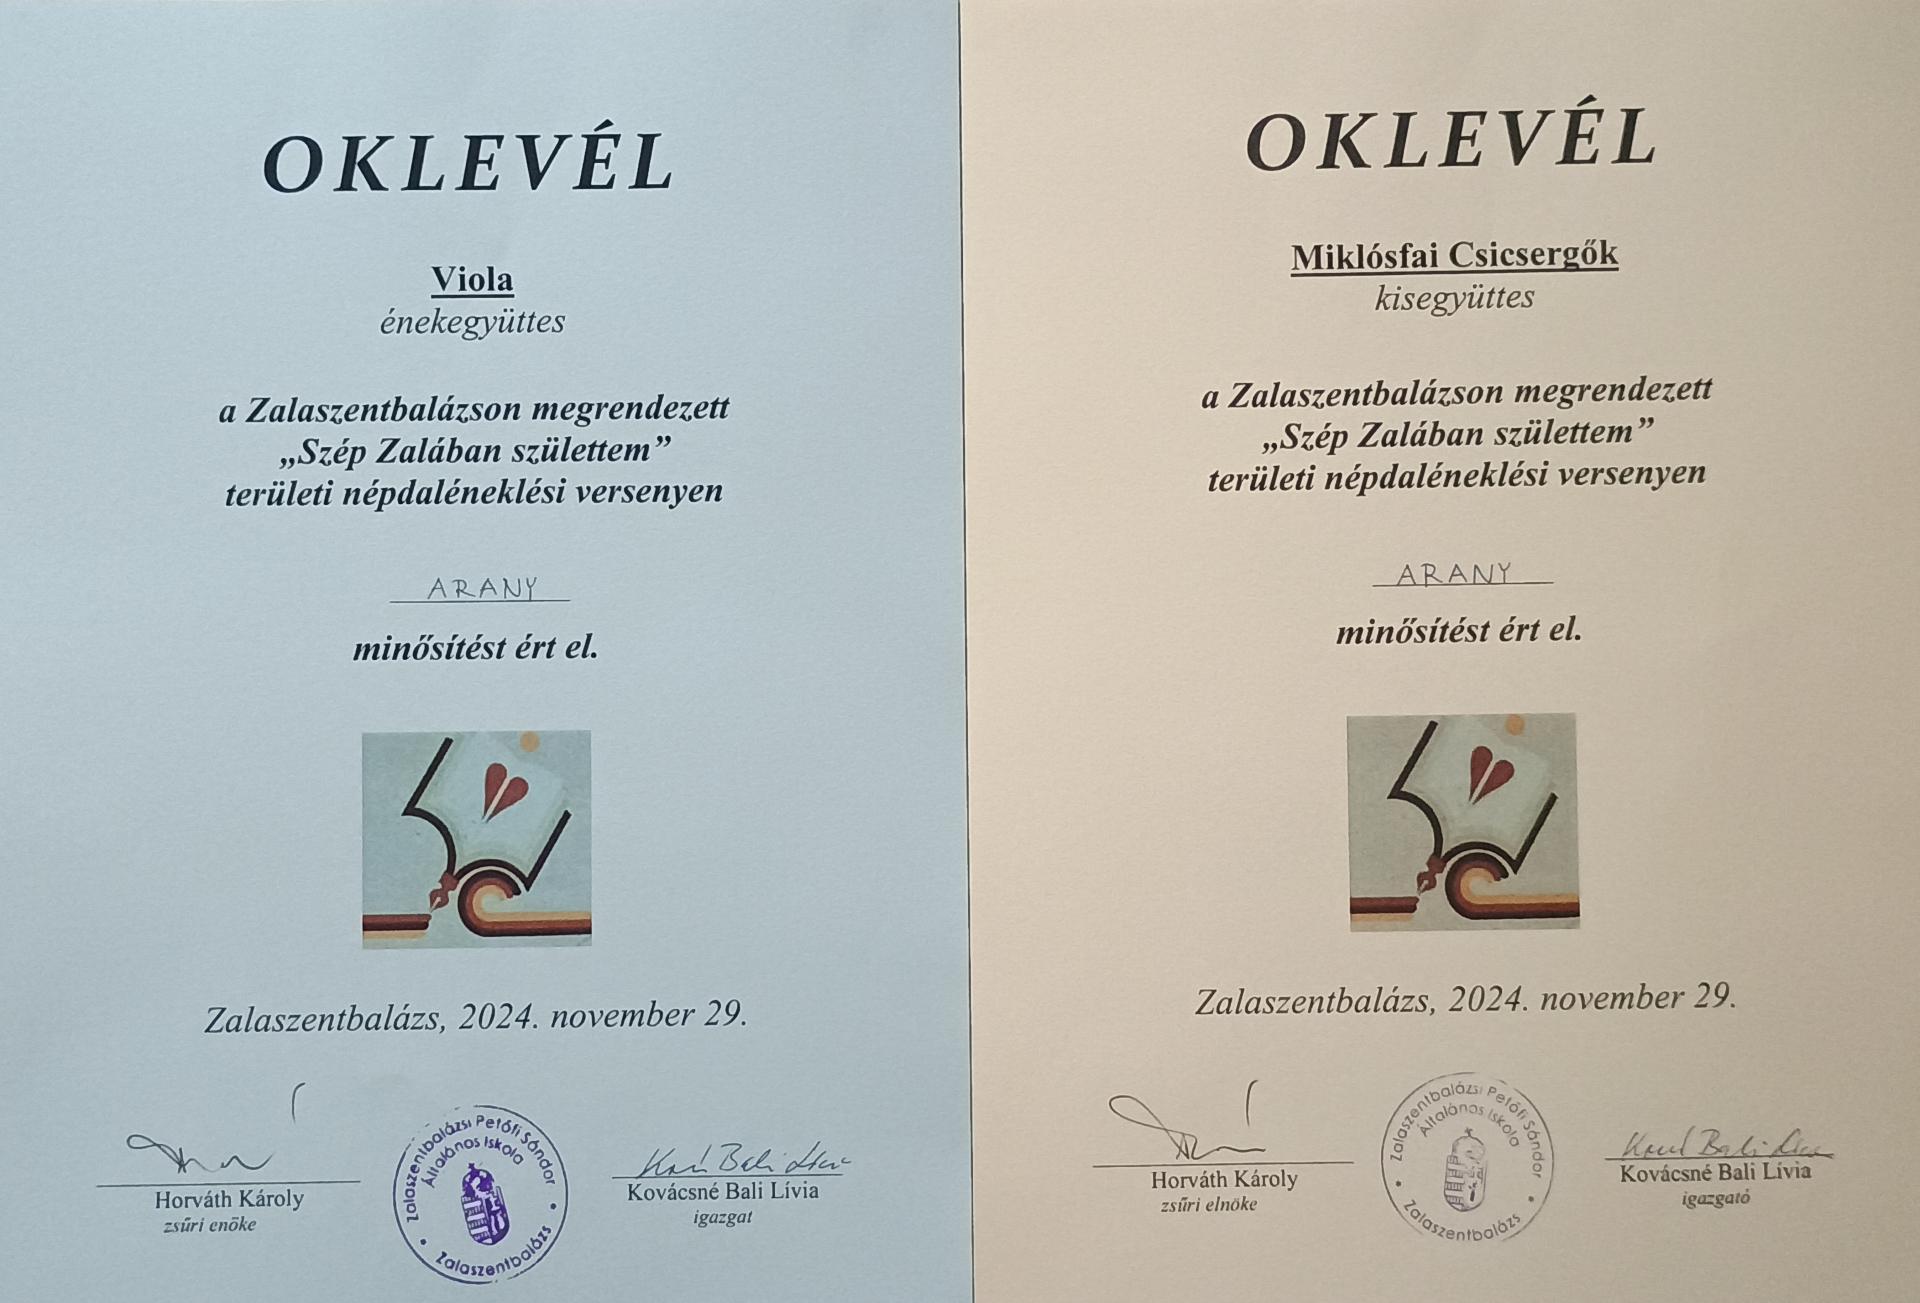 OKLEVÉL
Viola
énekegyüttes
a Zalaszentbalázson megrendezett
„Szép Zalában születtem”
területi népdaléneklési versenyen
ARANY
minősítést ért el.
Zalaszentbalázs, 2024. november 29.
Horváth Károly
zsűri enöke
Zalaszentbalázsi Petőfi Sándor
Általános Iskola
Zalaszentbalázs
Kovácsné Bali Lívia
igazgat
OKLEVÉL
Miklósfai Csicsergők
kisegyüttes
a Zalaszentbalázson megrendezett
„Szép Zalában születtem”
területi népdaléneklési versenyen
ARANY
minősítést ért el.
Zalaszentbalázs, 2024. november 29.
Horváth Károly
zsűri elnöke
Zalaszentbalázsi Petőfi Sándor
Általános Iskola
Zalaszentbalázs
Kovácsné Bali Lívia
igazgató